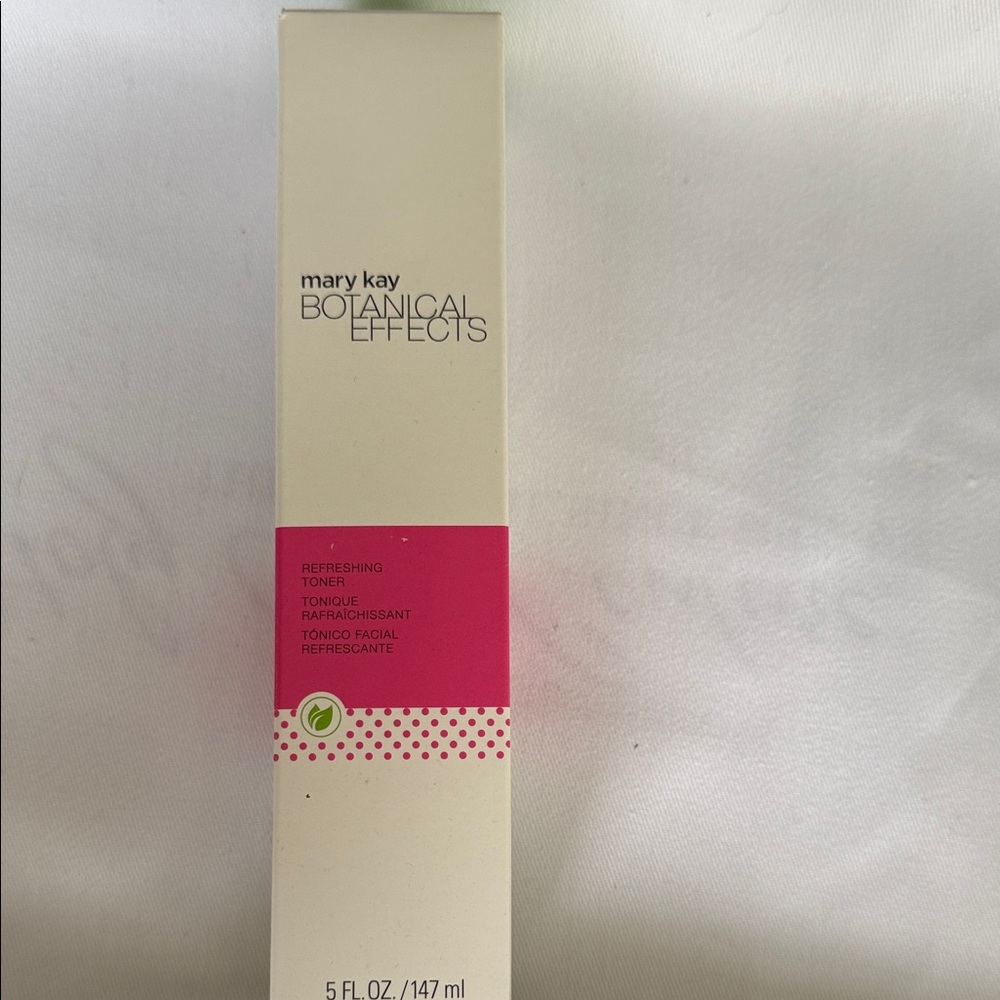 mary kay
BOTANICAL
EFFECTS
REFRESHING
TONER
TONIQUE
RAFRAÎCHISSANT
TÓNICO FACIAL
REFRESCANTE
5 FL.OZ./147 ml